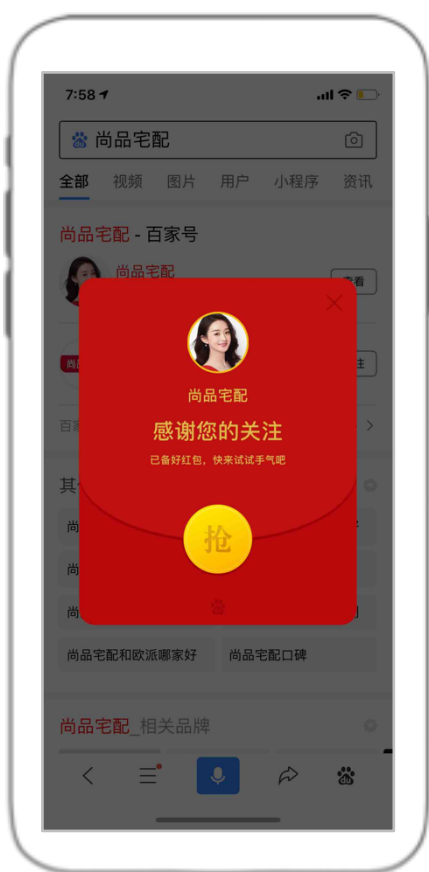 7:58
尚品宅配
全部 视频 图片 用户 小程序 资讯
尚品宅配 - 百家号
尚品宅配
尚品宅配
感谢您的关注
已备好红包，快来试试手气吧
抢
其
尚
尚
尚
尚品宅配和欧派哪家好 尚品宅配口碑
尚品宅配_相关品牌